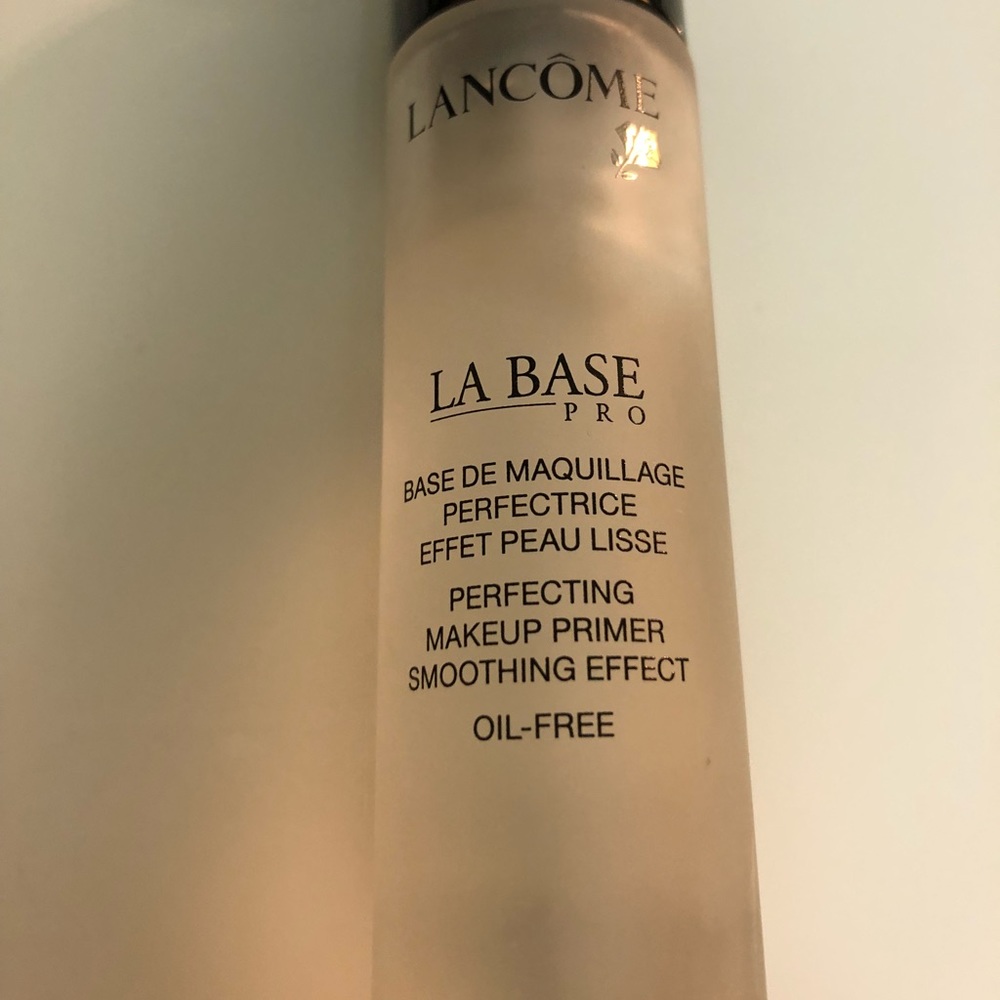 LANCÔME
LA BASE
PRO
BASE DE MAQUILLAGE
PERFECTRICE
EFFET PEAU LISSE
PERFECTING
MAKEUP PRIMER
SMOOTHING EFFECT
OIL-FREE